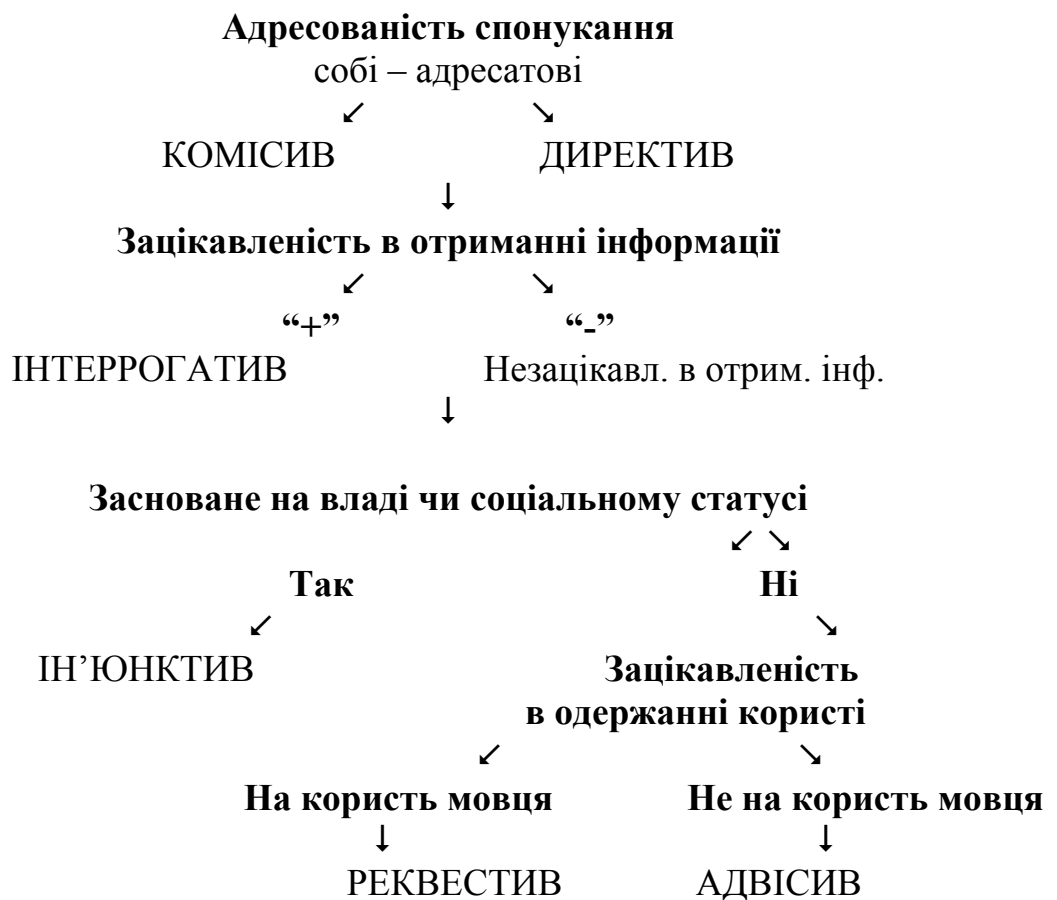 Адресованість спонукання
собі – адресатові
↙ ↘
КОМІСИВ ДИРЕКТИВ
↓
Зацікавленість в отриманні інформації
↙ ↘
“+” “-”
ІНТЕРРОГАТИВ Незацікавл. в отрим. інф.
↓
Засноване на владі чи соціальному статусі
↙ ↘
Так Ні
↙ ↘
ІН’ЮНКТИВ Зацікавленість
в одержанні користі
↙ ↘
На користь мовця Не на користь мовця
↓ ↓
РЕКВЕСТИВ АДВІСИВ